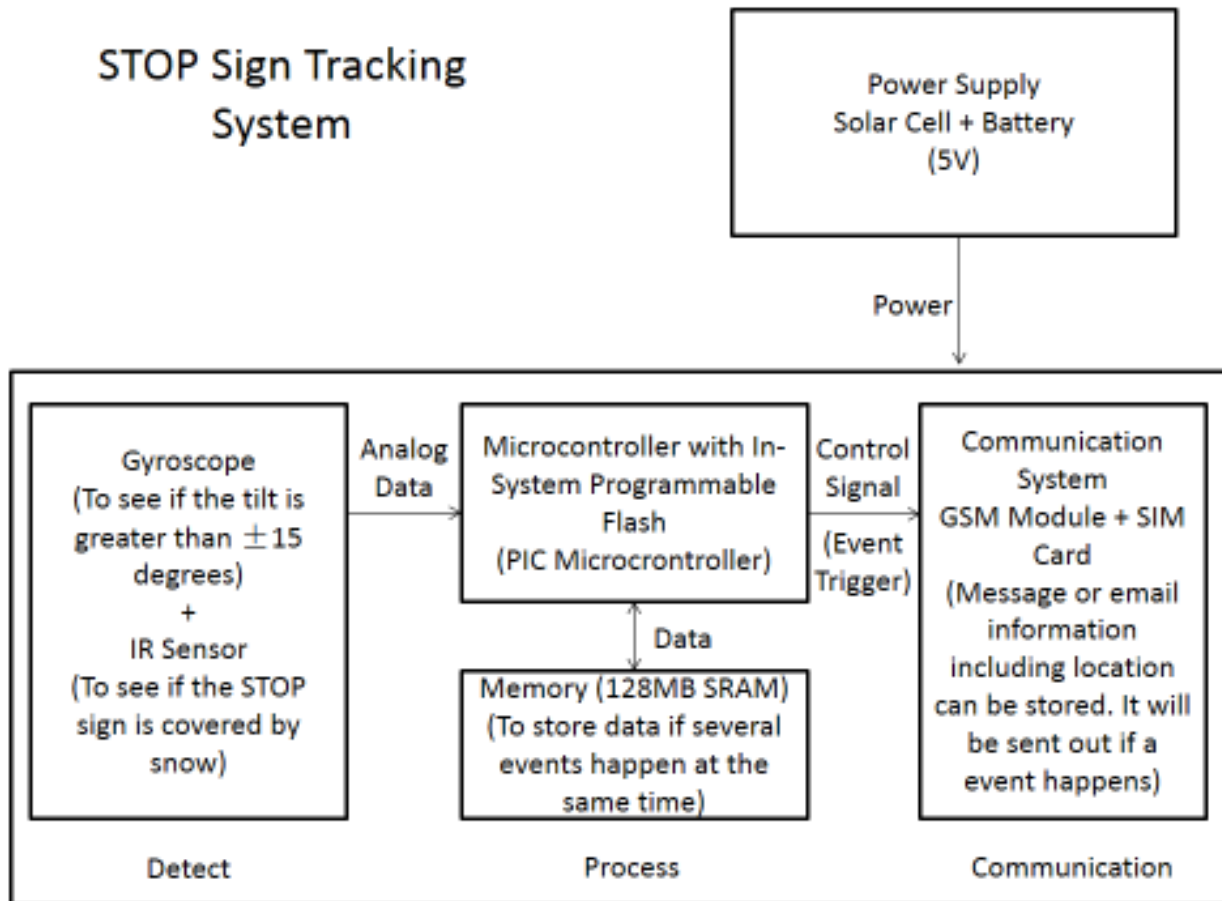 STOP Sign Tracking
System
Power Supply
Solar Cell + Battery
(5V)
Power
Gyroscope
(To see if the tilt is
greater than ±15
degrees)
+
IR Sensor
(To see if the STOP
sign is covered by
snow)
Analog
Data
Microcontroller with In-
System Programmable
Flash
(PIC Microcrontroller)
Data
Memory (128MB SRAM)
(To store data if several
events happen at the
same time)
Control
Signal
(Event
Trigger)
Communication
System
GSM Module + SIM
Card
(Message or email
information
including location
can be stored. It will
be sent out if a
event happens)
Detect
Process
Communication